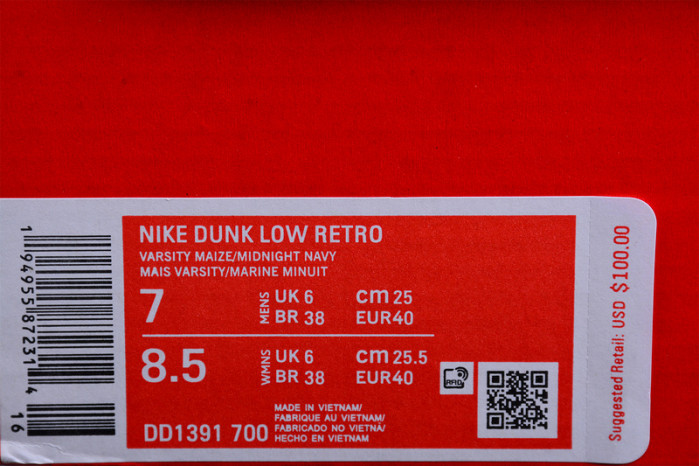 NIKE DUNK LOW RETRO
VARSITY MAIZE/MIDNIGHT NAVY
MAIS VARSITY/MARINE MINUIT
7 MENS UK 6 cm 25
BR 38 EUR40
8.5 WMNS UK 6 cm 25.5
BR 38 EUR40
RFID
DD1391 700
MADE IN VIETNAM/
FABRIQUE AU VIETNAM/
FABRICADO NO VIETNÃ/
HECHO EN VIETNAM
1 94955 87231 4
16
Suggested Retail: USD $100.00